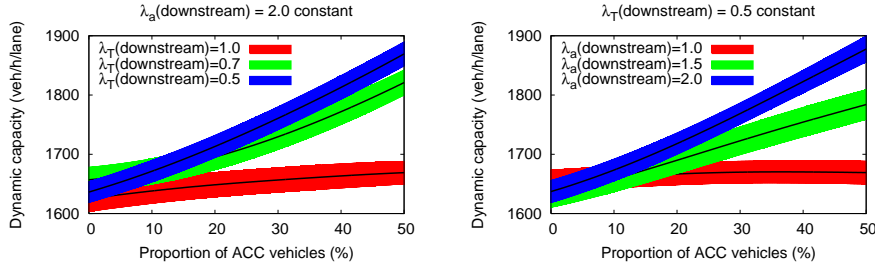 λa(downstream) = 2.0 constant
Dynamic capacity (veh/h/lane)
1900
1800
1700
1600
λT(downstream)=1.0
λT(downstream)=0.7
λT(downstream)=0.5
0 10 20 30 40 50
Proportion of ACC vehicles (%)
λT(downstream) = 0.5 constant
Dynamic capacity (veh/h/lane)
1900
1800
1700
1600
λa(downstream)=1.0
λa(downstream)=1.5
λa(downstream)=2.0
0 10 20 30 40 50
Proportion of ACC vehicles (%)